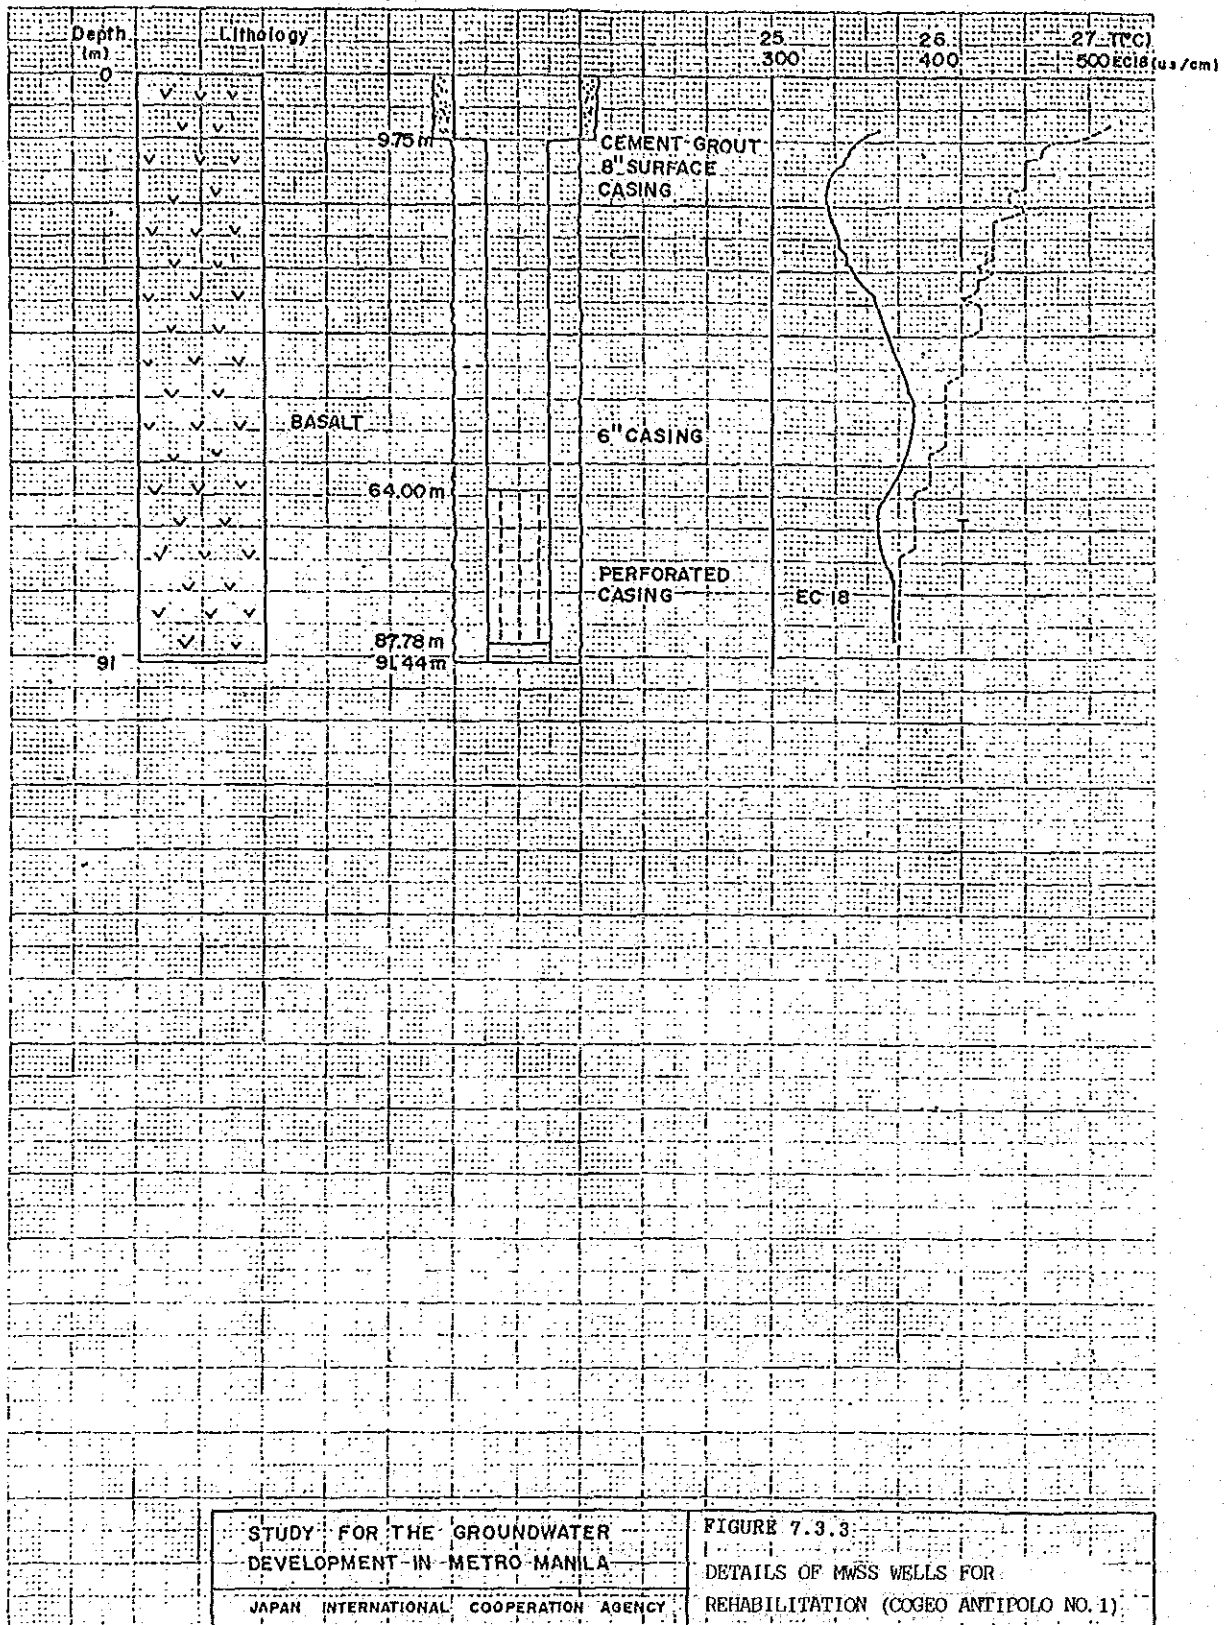 Depth
(m)
Lithology
25 26 27 T(°C)
300 400 500 EC18 (us/cm)
0
9.75 m
CEMENT GROUT
8" SURFACE
CASING
BASALT
6" CASING
64.00 m
T
PERFORATED
CASING
EC 18
87.78 m
91
91.44 m
STUDY FOR THE GROUNDWATER
DEVELOPMENT IN METRO MANILA
JAPAN INTERNATIONAL COOPERATION AGENCY
FIGURE 7.3.3
DETAILS OF MWSS WELLS FOR
REHABILITATION (COGEO ANTIPOLO NO. 1)